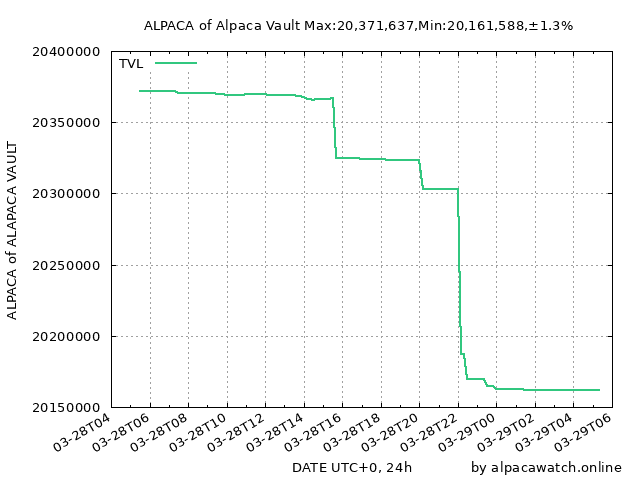 ALPACA of Alpaca Vault Max:20,371,637,Min:20,161,588,±1.3%
TVL
20400000
20350000
20300000
20250000
20200000
20150000
ALPACA of ALAPACA VAULT
03-28T04
03-28T06
03-28T08
03-28T10
03-28T12
03-28T14
03-28T16
03-28T18
03-28T20
03-28T22
03-29T00
03-29T02
03-29T04
03-29T06
DATE UTC+0, 24h
by alpacawatch.online